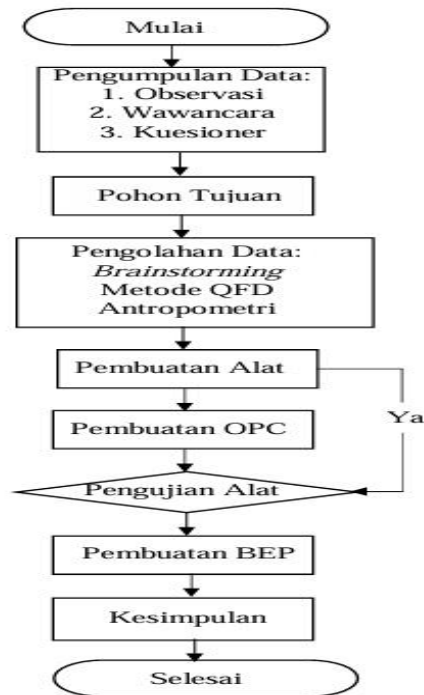 Mulai
Pengumpulan Data:
1. Observasi
2. Wawancara
3. Kuesioner
Pohon Tujuan
Pengolahan Data:
Brainstorming
Metode QFD
Antropometri
Pembuatan Alat
Ya
Pembuatan OPC
Pengujian Alat
Pembuatan BEP
Kesimpulan
Selesai